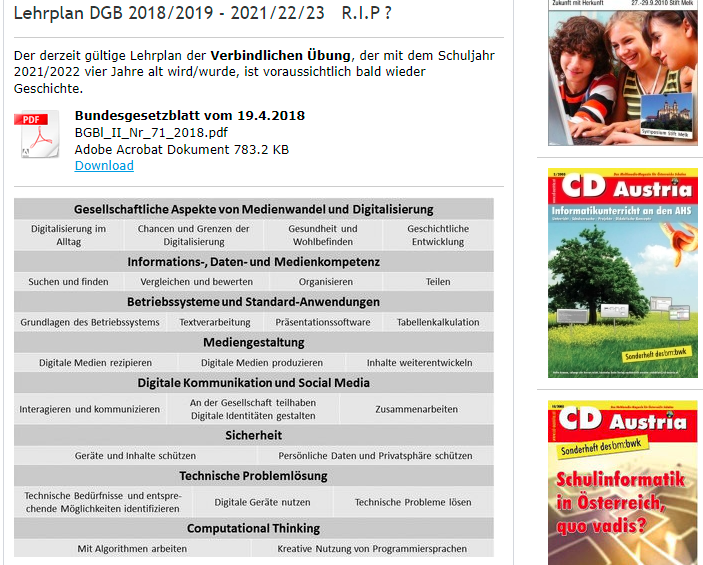 Lehrplan DGB 2018/2019 - 2021/22/23 R.I.P ?
Der derzeit gültige Lehrplan der Verbindlichen Übung, der mit dem Schuljahr
2021/2022 vier Jahre alt wird/wurde, ist voraussichtlich bald wieder
Geschichte.
PDF
Bundesgesetzblatt vom 19.4.2018
BGBl_II_Nr_71_2018.pdf
Adobe Acrobat Dokument 783.2 KB
Download
Gesellschaftliche Aspekte von Medienwandel und Digitalisierung
Digitalisierung im Alltag
Chancen und Grenzen der Digitalisierung
Gesundheit und Wohlbefinden
Geschichtliche Entwicklung
Informations-, Daten- und Medienkompetenz
Suchen und finden
Vergleichen und bewerten
Organisieren
Teilen
Betriebssysteme und Standard-Anwendungen
Grundlagen des Betriebssystems
Textverarbeitung
Präsentationssoftware
Tabellenkalkulation
Mediengestaltung
Digitale Medien rezipieren
Digitale Medien produzieren
Inhalte weiterentwickeln
Digitale Kommunikation und Social Media
Interagieren und kommunizieren
An der Gesellschaft teilhaben
Digitale Identitäten gestalten
Zusammenarbeiten
Sicherheit
Geräte und Inhalte schützen
Persönliche Daten und Privatsphäre schützen
Technische Problemlösung
Technische Bedürfnisse und entspre-
chende Möglichkeiten identifizieren
Digitale Geräte nutzen
Technische Probleme lösen
Computational Thinking
Mit Algorithmen arbeiten
Kreative Nutzung von Programmiersprachen
Zukunft mit Herkunft
27.-29.9.2010 Stift Melk
Symposium Stift Melk
CD Austria
Informatikunterricht an den AHS
Sonderheft des bm:bwk
CD Austria
Sonderheft des bm:bwk
Schulinformatik
in Österreich,
quo vadis?